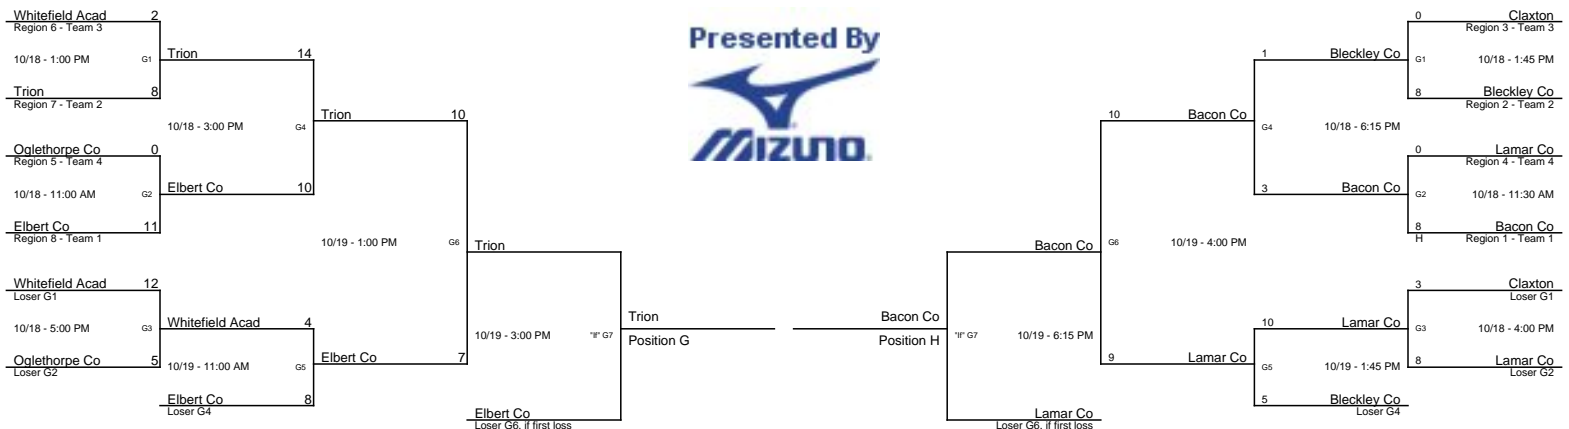 Whitefield Acad 2
Region 6 - Team 3
10/18 - 1:00 PM G1
Trion 8
Region 7 - Team 2
Trion 14
10/18 - 3:00 PM G4
Oglethorpe Co 0
Region 5 - Team 4
10/18 - 11:00 AM G2
Elbert Co 11
Region 8 - Team 1
Elbert Co 10
Trion 10
10/19 - 1:00 PM G6
Whitefield Acad 12
Loser G1
10/18 - 5:00 PM G3
Oglethorpe Co 5
Loser G2
Whitefield Acad 4
10/19 - 11:00 AM G5
Elbert Co 8
Loser G4
Elbert Co 7
Trion
10/19 - 3:00 PM "If" G7
Elbert Co
Loser G6, if first loss
Trion
Position G
Presented By
MIZUNO
Bacon Co
Position H
Bacon Co
"If" G7 10/19 - 6:15 PM
Lamar Co
Loser G6, if first loss
10 Bacon Co
G6 10/19 - 4:00 PM
9 Lamar Co
1 Bleckley Co
G4 10/18 - 6:15 PM
3 Bacon Co
0 Claxton
Region 3 - Team 3
G1 10/18 - 1:45 PM
8 Bleckley Co
Region 2 - Team 2
0 Lamar Co
Region 4 - Team 4
G2 10/18 - 11:30 AM
8 Bacon Co
H Region 1 - Team 1
3 Claxton
Loser G1
G3 10/18 - 4:00 PM
8 Lamar Co
Loser G2
10 Lamar Co
G5 10/19 - 1:45 PM
5 Bleckley Co
Loser G4